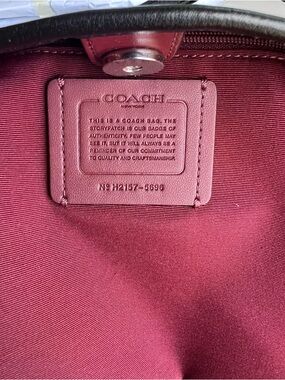 COACH
NEW YORK
THIS IS A COACH BAG. THE
STORYPATCH IS OUR BADGE OF
AUTHENTICITY. FEW PEOPLE MAY
SEE IT, BUT IT WILL ALWAYS BE A
REMINDER OF OUR COMMITMENT
TO QUALITY AND CRAFTSMANSHIP.
Nº H2157-5696